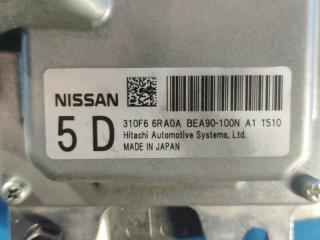 NISSAN
5 D
310F6 6RA0A BEA90-100N A1 1510
Hitachi Automotive Systems, Ltd.
MADE IN JAPAN